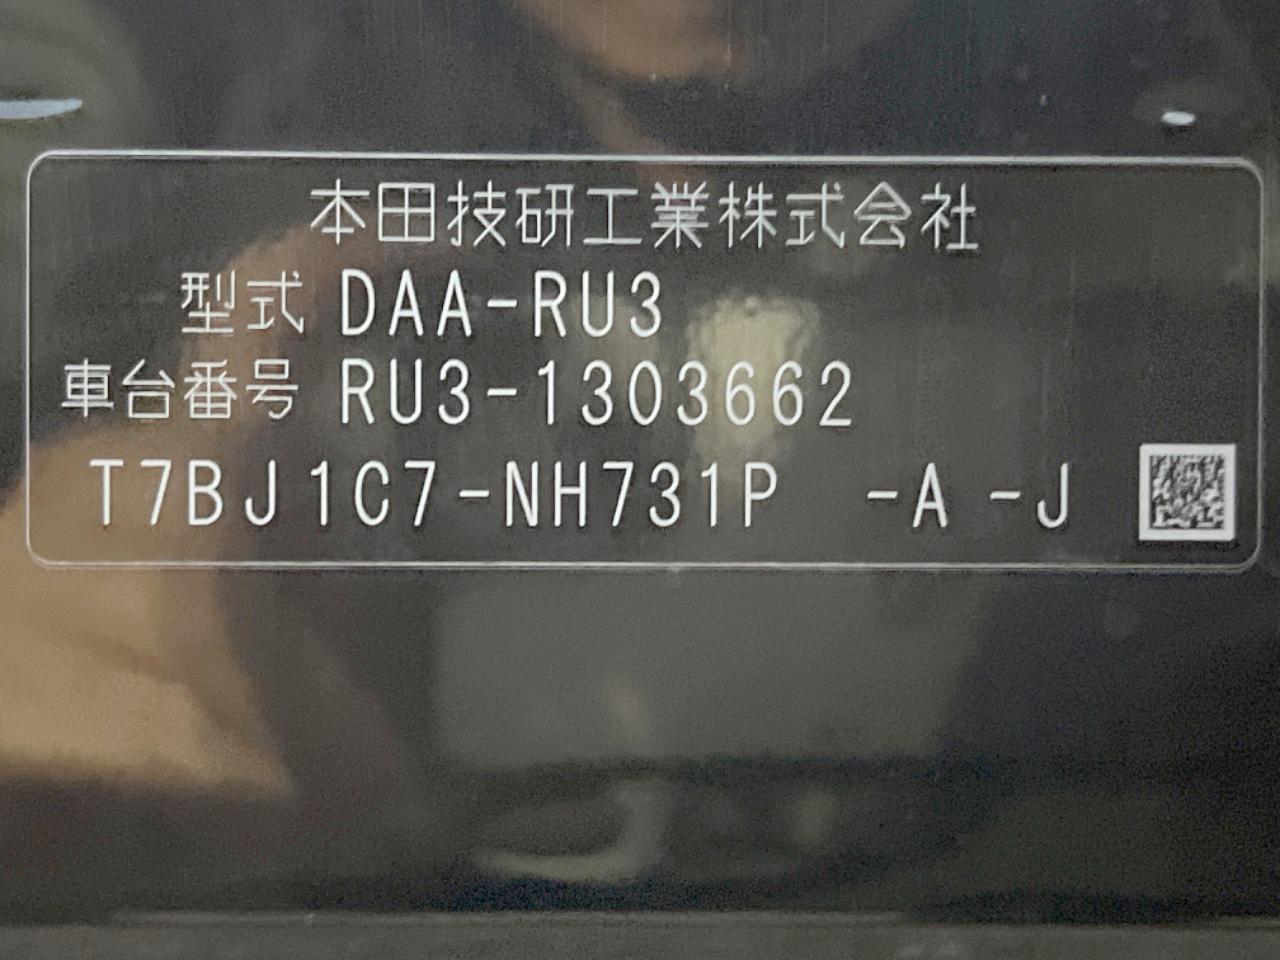 本田技研工業株式会社
型式 DAA-RU3
車台番号 RU3-1303662
T7BJ1C7-NH731P -A -J